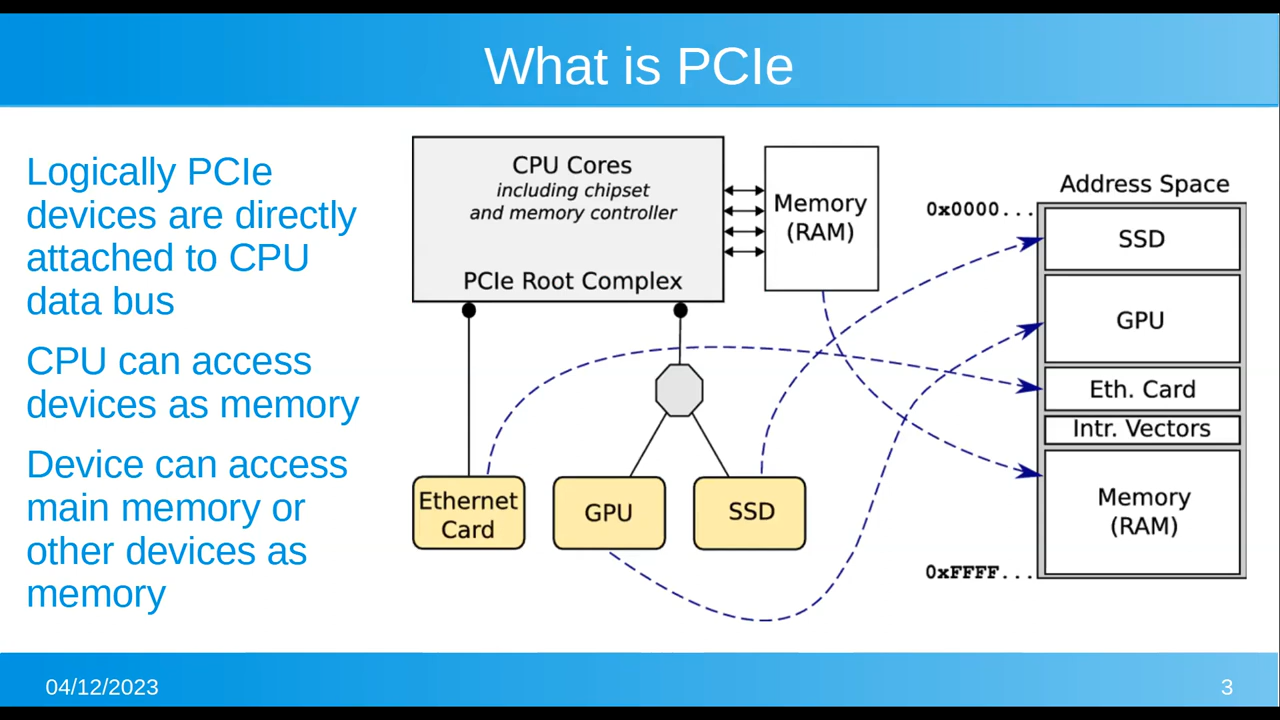 What is PCIe
Logically PCIe
devices are directly
attached to CPU
data bus
CPU can access
devices as memory
Device can access
main memory or
other devices as
memory
CPU Cores
including chipset
and memory controller
PCIe Root Complex
Memory
(RAM)
Ethernet
Card
GPU
SSD
Address Space
0x0000...
SSD
GPU
Eth. Card
Intr. Vectors
Memory
(RAM)
0xFFFF...
04/12/2023
3